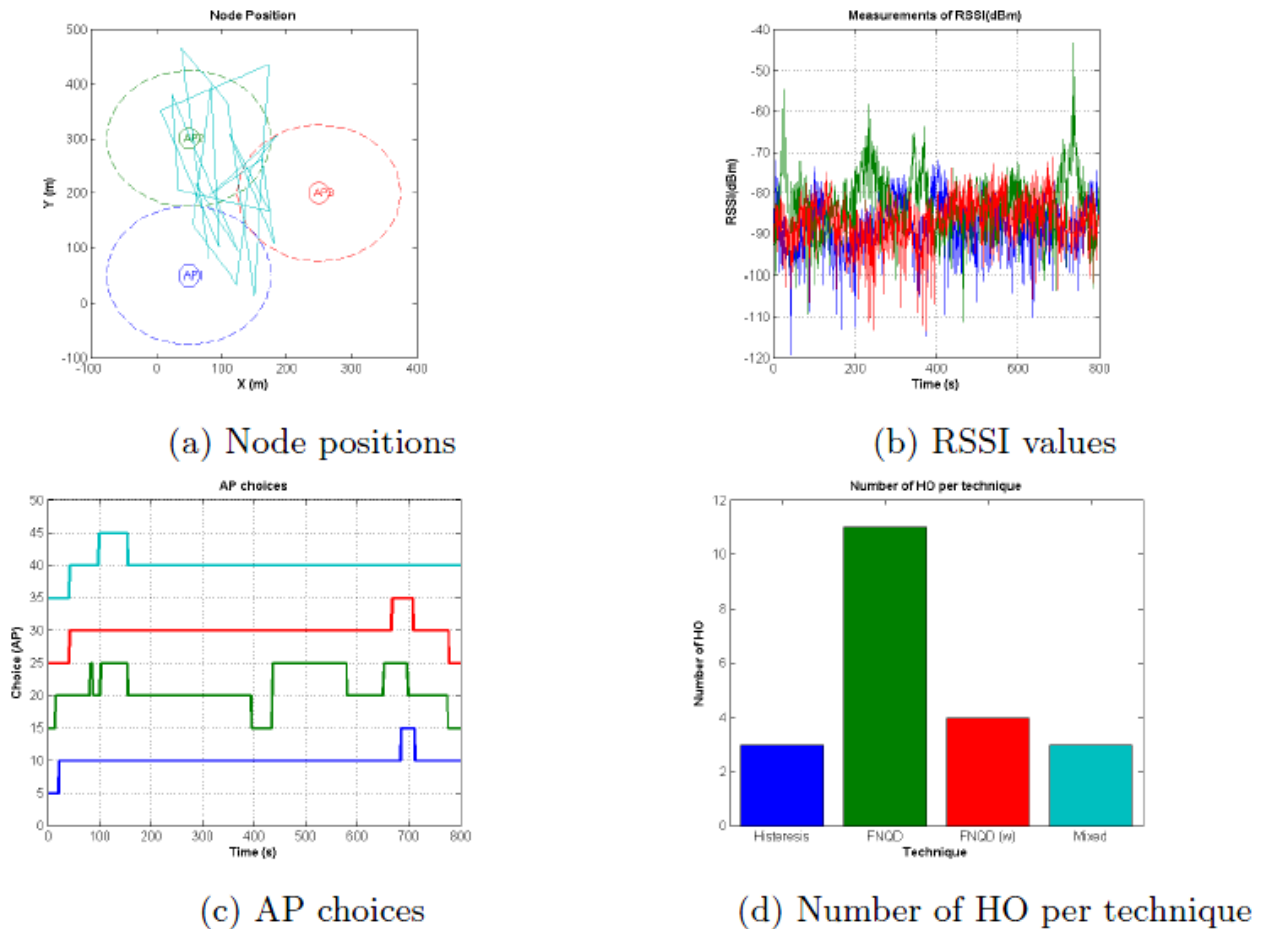 Node Position
500
400
300
200
100
0
-100
-100 0 100 200 300 400
Y (m)
X (m)
AP1
AP3
(a) Node positions
Measurements of RSSI(dBm)
-40
-50
-60
-70
-80
-90
-100
-110
-120
0 200 400 600 800
RSSI(dBm)
Time (s)
(b) RSSI values
AP choices
50
45
40
35
30
25
20
15
10
5
0
0 100 200 300 400 500 600 700 800
Choice (AP)
Time (s)
(c) AP choices
Number of HO per technique
12
10
8
6
4
2
0
Number of HO
Histeresis FNQD FNQD (w) Mixed
Technique
(d) Number of HO per technique